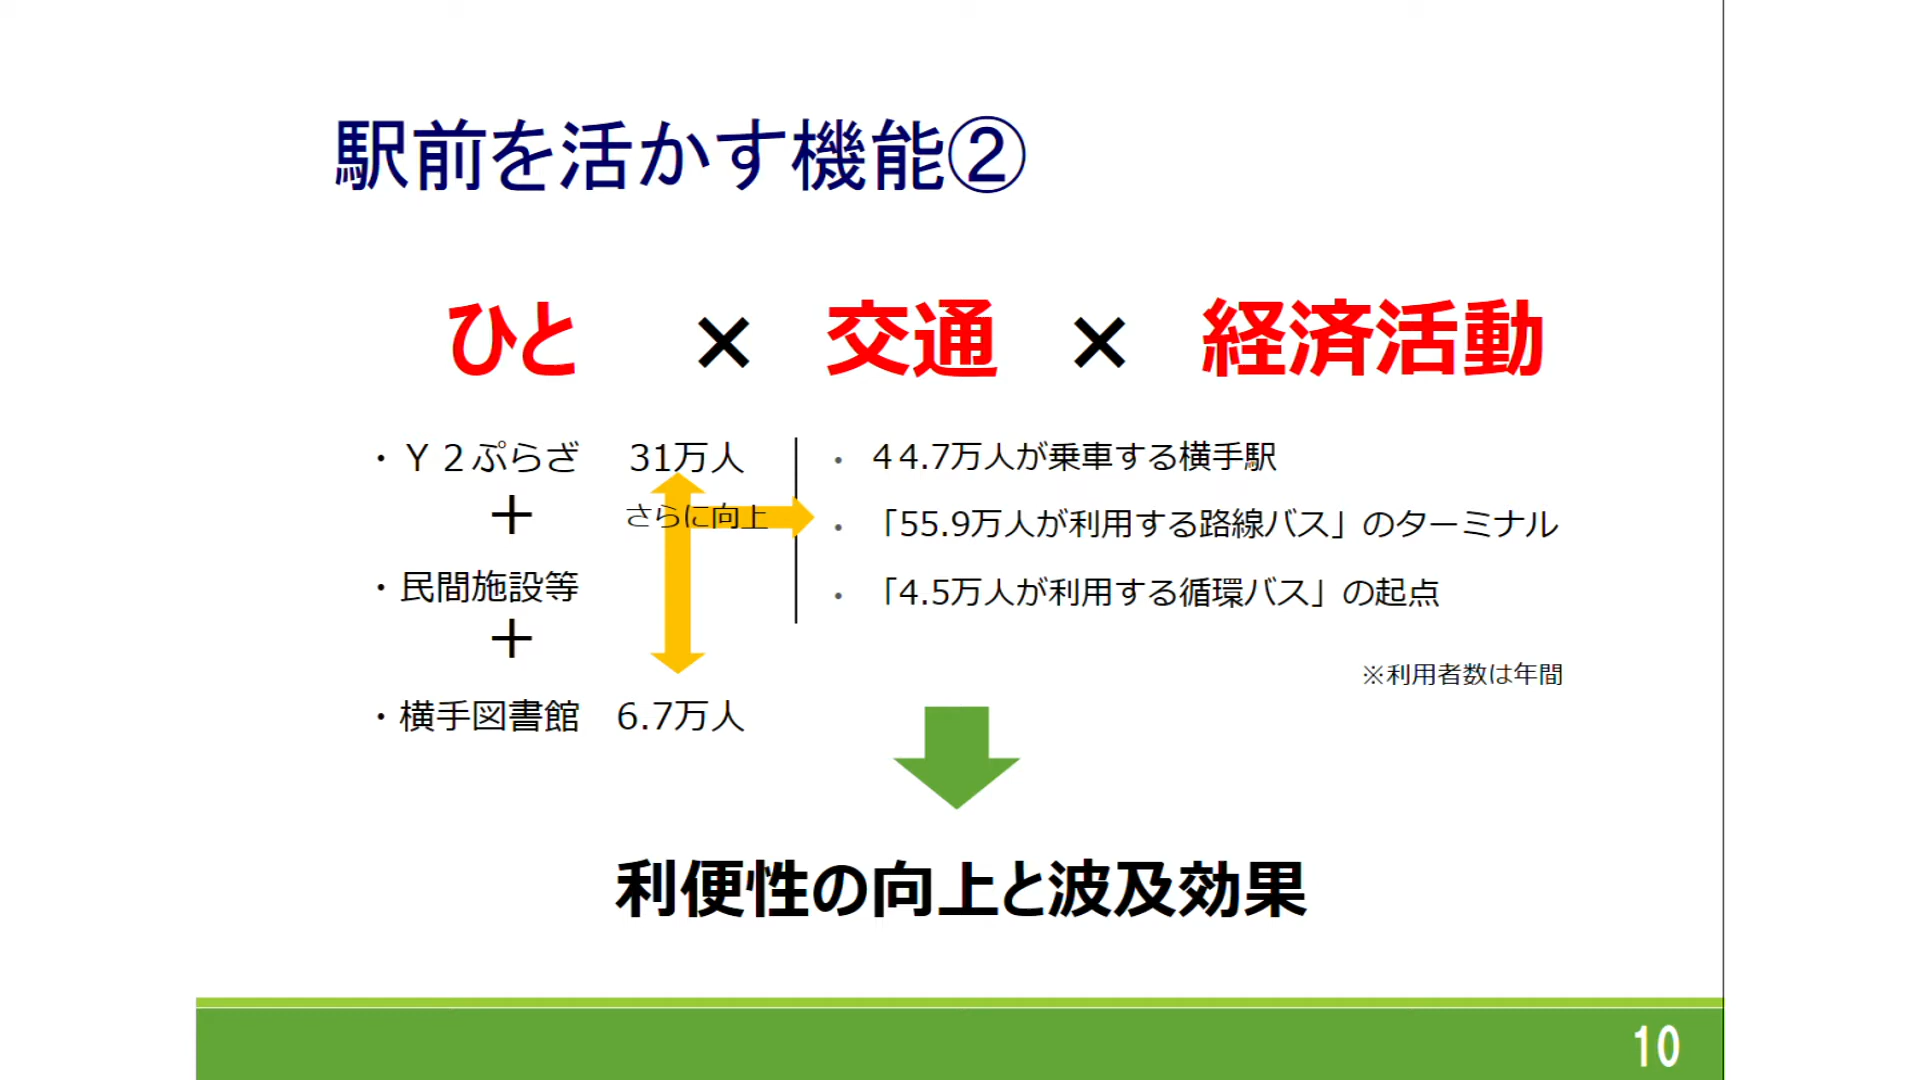 駅前を活かす機能②
ひと × 交通 × 経済活動
・Ｙ２ぷらざ 31万人
＋
さらに向上
・民間施設等
＋
・横手図書館 6.7万人
• ４４.7万人が乗車する横手駅
• 「55.9万人が利用する路線バス」のターミナル
• 「4.5万人が利用する循環バス」の起点
※利用者数は年間
利便性の向上と波及効果
10